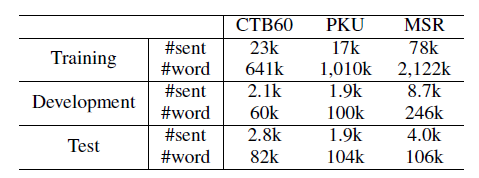 CTB60 PKU MSR
Training #sent 23k 17k 78k
#word 641k 1,010k 2,122k
Development #sent 2.1k 1.9k 8.7k
#word 60k 100k 246k
Test #sent 2.8k 1.9k 4.0k
#word 82k 104k 106k